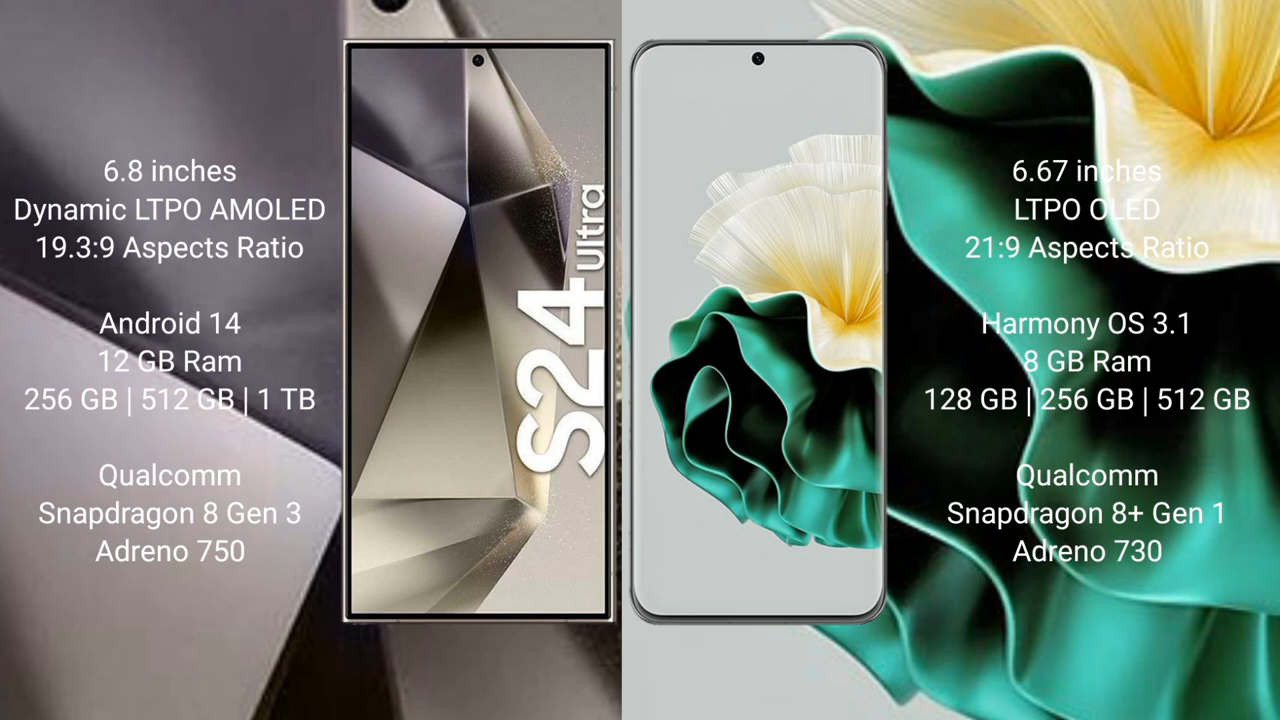 6.8 inches
Dynamic LTPO AMOLED
19.3:9 Aspects Ratio
Android 14
12 GB Ram
256 GB | 512 GB | 1 TB
Qualcomm
Snapdragon 8 Gen 3
Adreno 750
S24 Ultra
6.67 inches
LTPO OLED
21:9 Aspects Ratio
Harmony OS 3.1
8 GB Ram
128 GB | 256 GB | 512 GB
Qualcomm
Snapdragon 8+ Gen 1
Adreno 730